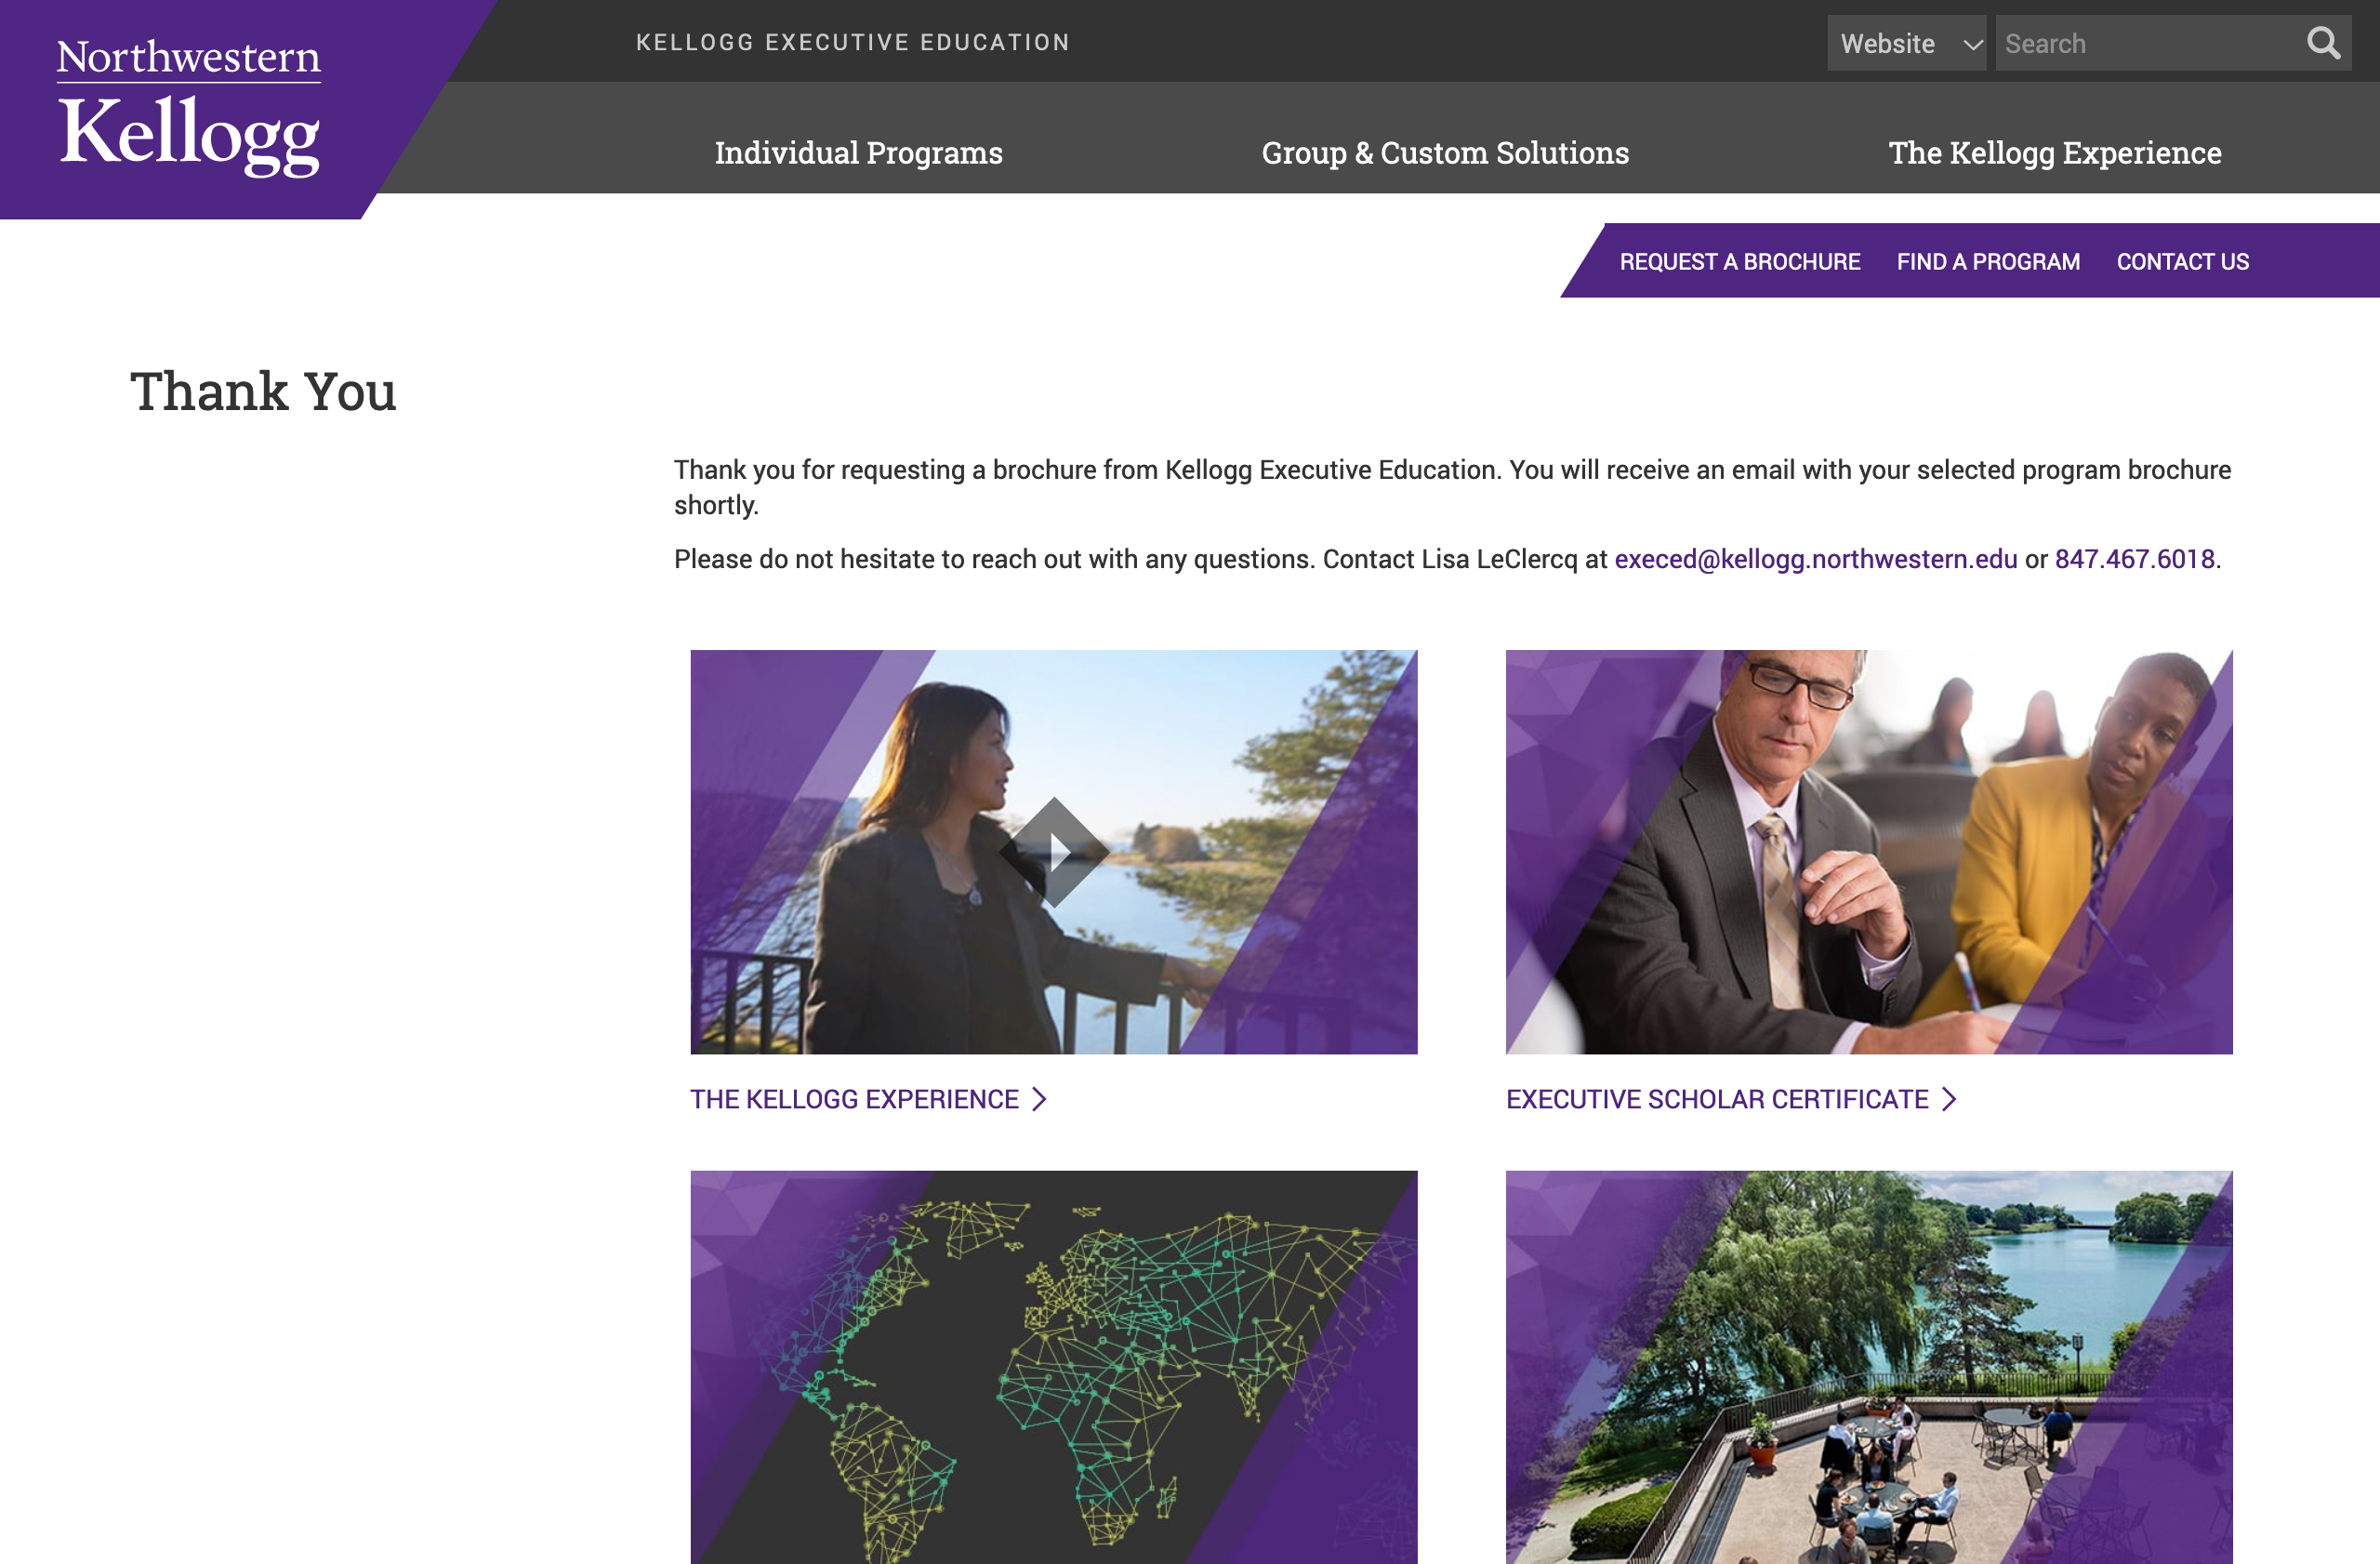 Northwestern
Kellogg
KELLOGG EXECUTIVE EDUCATION
Website
Search
Individual Programs
Group & Custom Solutions
The Kellogg Experience
REQUEST A BROCHURE
FIND A PROGRAM
CONTACT US
Thank You
Thank you for requesting a brochure from Kellogg Executive Education. You will receive an email with your selected program brochure
shortly.
Please do not hesitate to reach out with any questions. Contact Lisa LeClercq at execed@kellogg.northwestern.edu or 847.467.6018.
THE KELLOGG EXPERIENCE
EXECUTIVE SCHOLAR CERTIFICATE